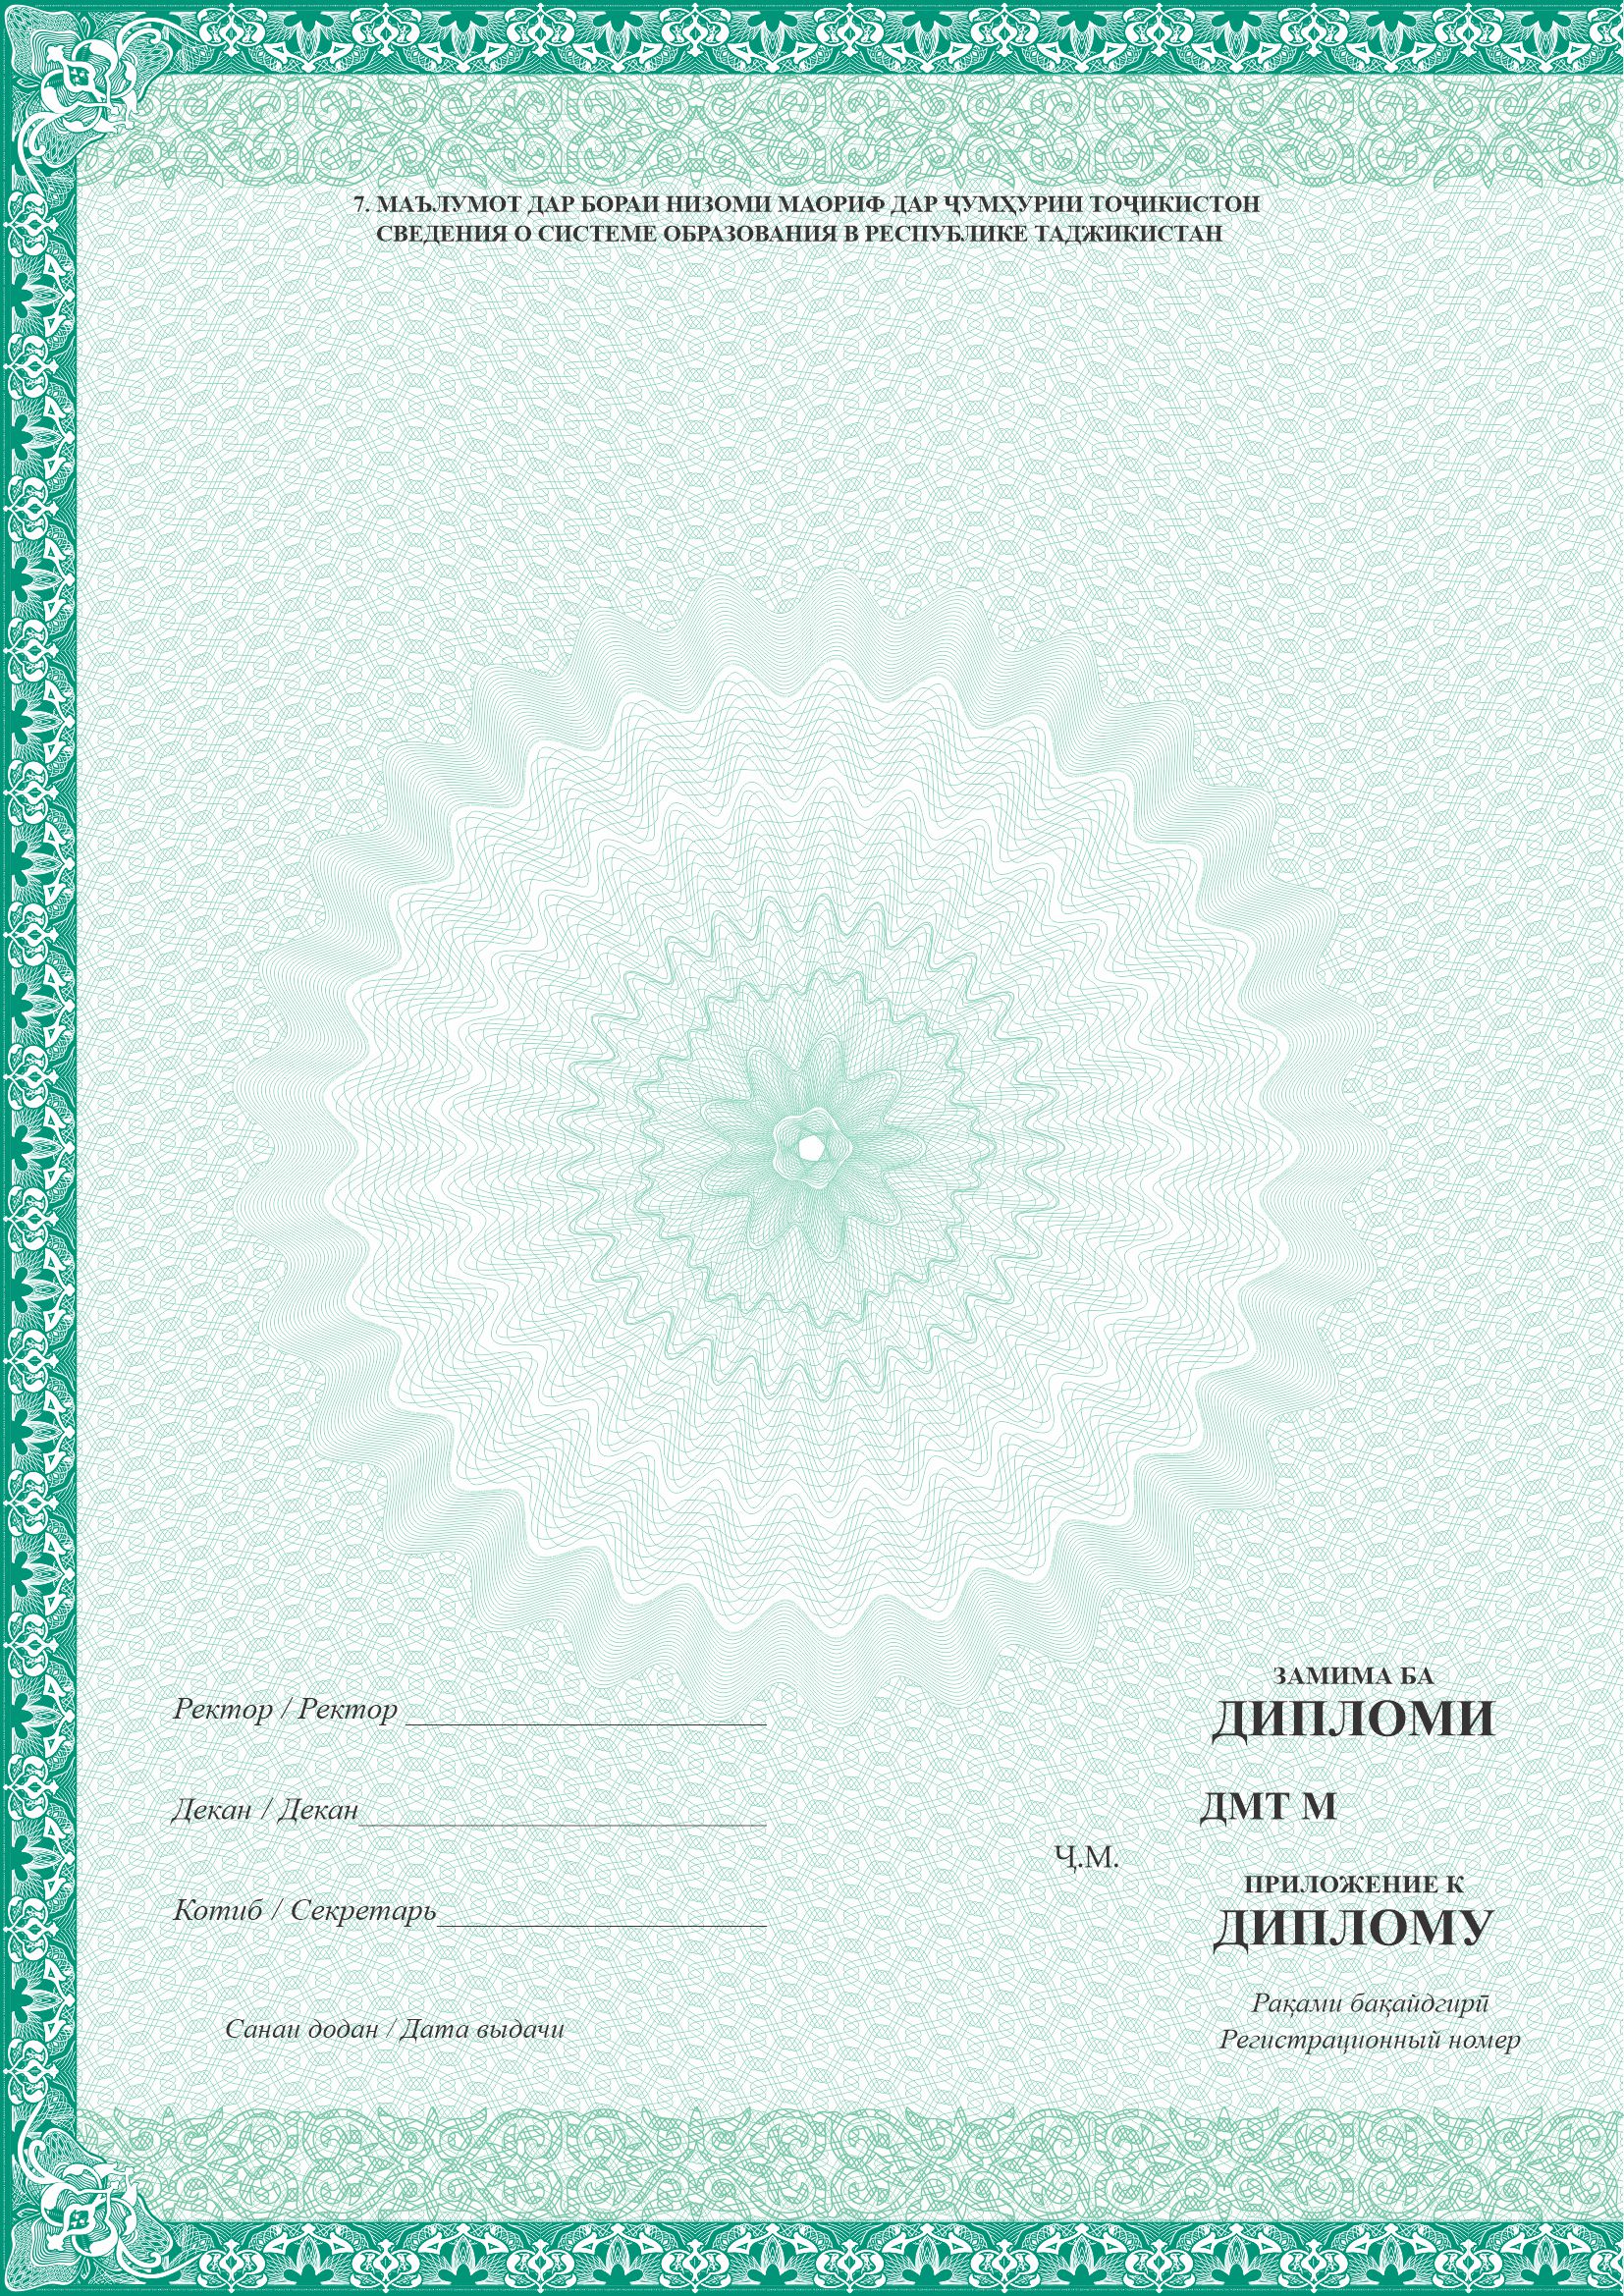 7. МАЪЛУМОТ ДАР БОРАИ НИЗОМИ МАОРИФ ДАР ҶУМҲУРИИ ТОҶИКИСТОН
СВЕДЕНИЯ О СИСТЕМЕ ОБРАЗОВАНИЯ В РЕСПУБЛИКЕ ТАДЖИКИСТАН
Ректор / Ректор
Декан / Декан
Котиб / Секретарь
Санаи додан / Дата выдачи
Ҷ.М.
ЗАМИМА БА
ДИПЛОМИ
ДМТ М
ПРИЛОЖЕНИЕ К
ДИПЛОМУ
Рақами бақайдгирӣ
Регистрационный номер